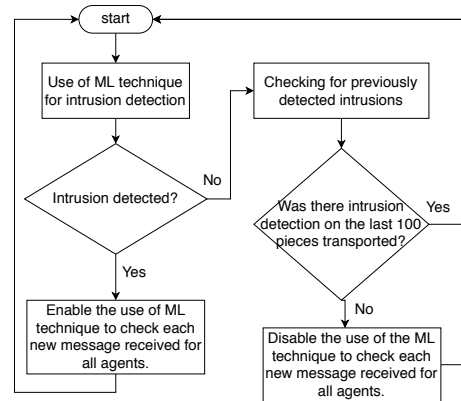 start
Use of ML technique
for intrusion detection
Intrusion detected?
No
Yes
Enable the use of ML
technique to check each
new message received for
all agents.
Checking for previously
detected intrusions
Was there intrusion
detection on the last 100
pieces transported?
Yes
No
Disable the use of the ML
technique to check each
new message received for
all agents.